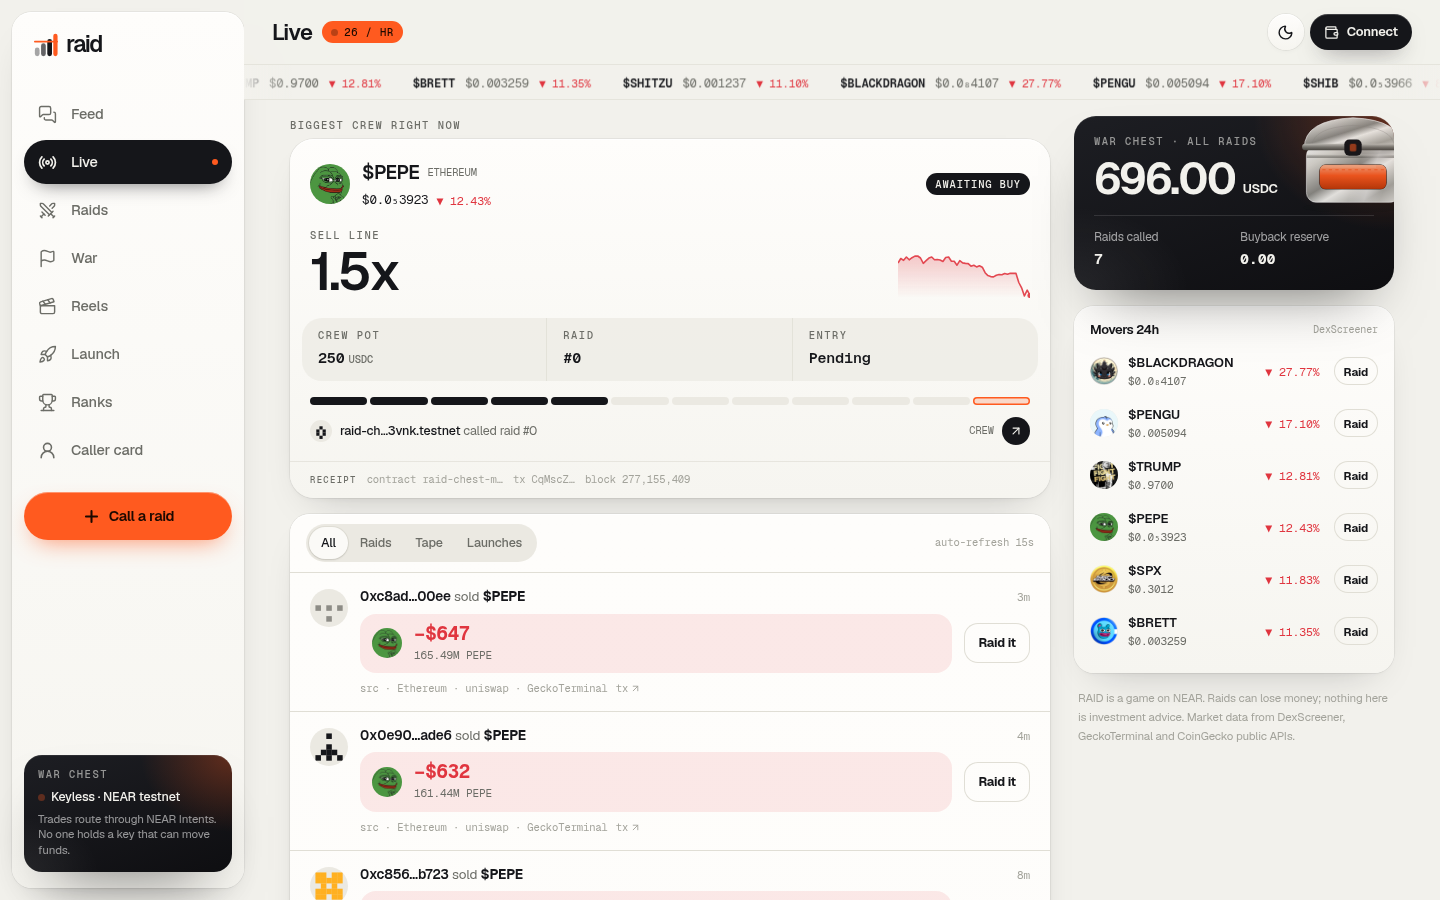 raid
Feed
Live
Raids
War
Reels
Launch
Ranks
Caller card
Call a raid
WAR CHEST
Keyless · NEAR testnet
Trades route through NEAR Intents.
No one holds a key that can move
funds.
Live 26 / HR
Connect
MP $0.9700 ▼ 12.81% $BRETT $0.003259 ▼ 11.35% $SHITZU $0.001237 ▼ 11.10% $BLACKDRAGON $0.0₈4107 ▼ 27.77% $PENGU $0.005094 ▼ 17.10% $SHIB $0.0₅3966 ▼
BIGGEST CREW RIGHT NOW
$PEPE ETHEREUM
$0.0₅3923 ▼ 12.43%
AWAITING BUY
SELL LINE
1.5x
CREW POT
250 USDC
RAID
#0
ENTRY
Pending
raid-ch…3vnk.testnet called raid #0
CREW
RECEIPT contract raid-chest-m… tx CqMscZ… block 277,155,409
All Raids Tape Launches
auto-refresh 15s
0xc8ad…00ee sold $PEPE 3m
−$647
165.49M PEPE
Raid it
src · Ethereum · uniswap · GeckoTerminal tx ↗
0x0e90…ade6 sold $PEPE 4m
−$632
161.44M PEPE
Raid it
src · Ethereum · uniswap · GeckoTerminal tx ↗
0xc856…b723 sold $PEPE 8m
WAR CHEST · ALL RAIDS
696.00 USDC
Raids called
7
Buyback reserve
0.00
Movers 24h DexScreener
$BLACKDRAGON
$0.0₈4107
▼ 27.77% Raid
$PENGU
$0.005094
▼ 17.10% Raid
$TRUMP
$0.9700
▼ 12.81% Raid
$PEPE
$0.0₅3923
▼ 12.43% Raid
$SPX
$0.3012
▼ 11.83% Raid
$BRETT
$0.003259
▼ 11.35% Raid
RAID is a game on NEAR. Raids can lose money; nothing here
is investment advice. Market data from DexScreener,
GeckoTerminal and CoinGecko public APIs.